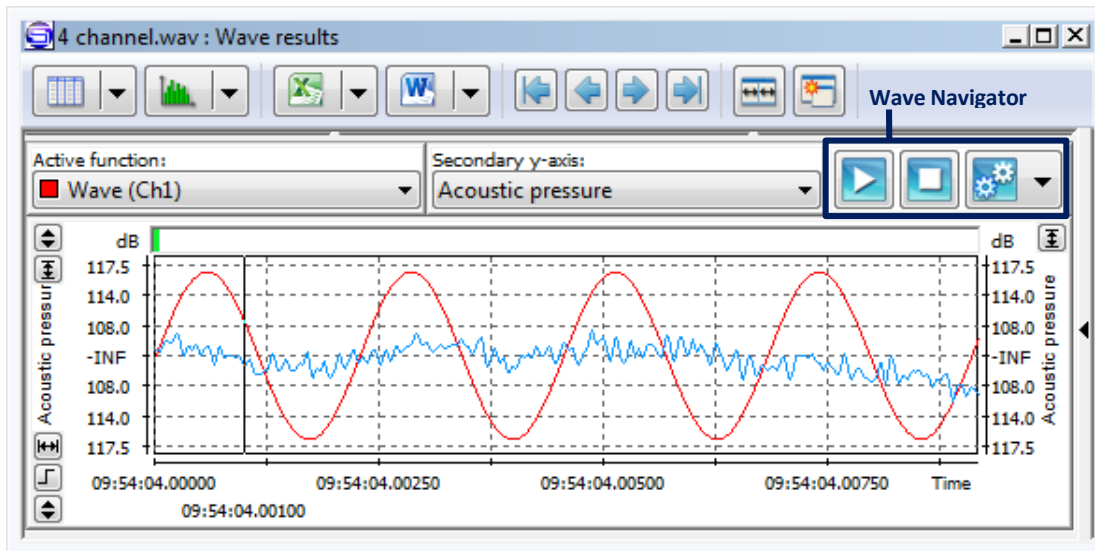 4 channel.wav : Wave results
Wave Navigator
Active function:
Secondary y-axis:
Wave (Ch1)
Acoustic pressure
dB
dB
117.5
117.5
114.0
114.0
108.0
108.0
-INF
-INF
108.0
108.0
114.0
114.0
117.5
117.5
Acoustic pressur
Acoustic pressure
09:54:04.00000 09:54:04.00250 09:54:04.00500 09:54:04.00750 Time
09:54:04.00100